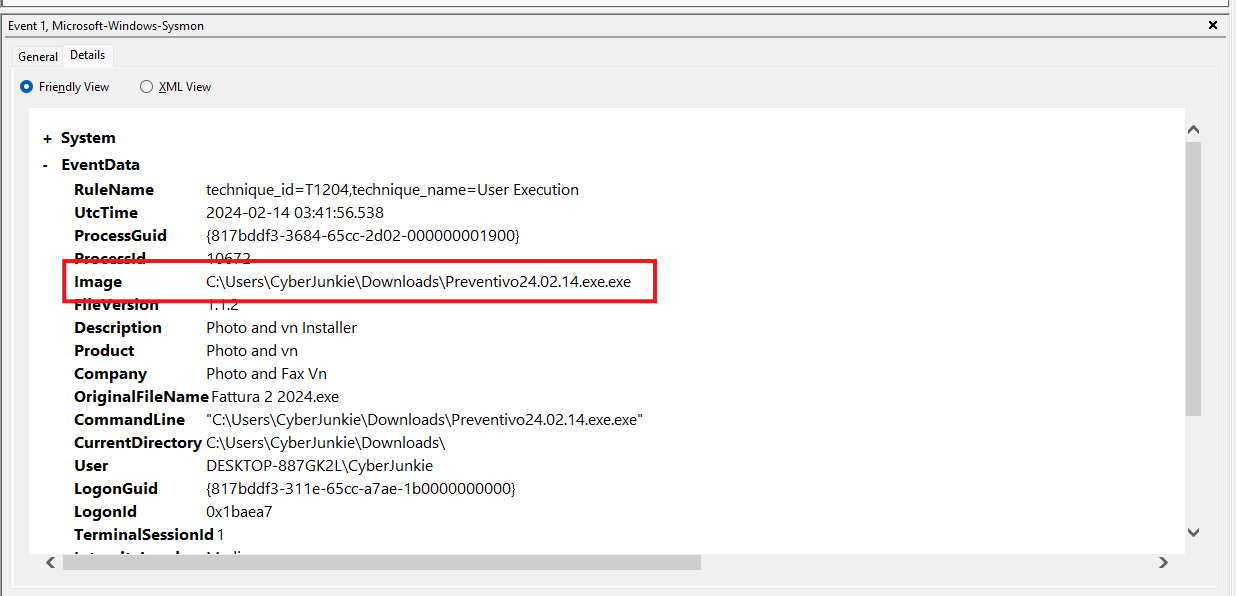 Event 1, Microsoft-Windows-Sysmon
General Details
Friendly View XML View
+ System
- EventData
RuleName technique_id=T1204,technique_name=User Execution
UtcTime 2024-02-14 03:41:56.538
ProcessGuid {817bddf3-3684-65cc-2d02-000000001900}
ProcessId 10672
Image C:\Users\CyberJunkie\Downloads\Preventivo24.02.14.exe.exe
FileVersion 1.1.2
Description Photo and vn Installer
Product Photo and vn
Company Photo and Fax Vn
OriginalFileName Fattura 2 2024.exe
CommandLine "C:\Users\CyberJunkie\Downloads\Preventivo24.02.14.exe.exe"
CurrentDirectory C:\Users\CyberJunkie\Downloads\
User DESKTOP-887GK2L\CyberJunkie
LogonGuid {817bddf3-311e-65cc-a7ae-1b0000000000}
LogonId 0x1baea7
TerminalSessionId 1